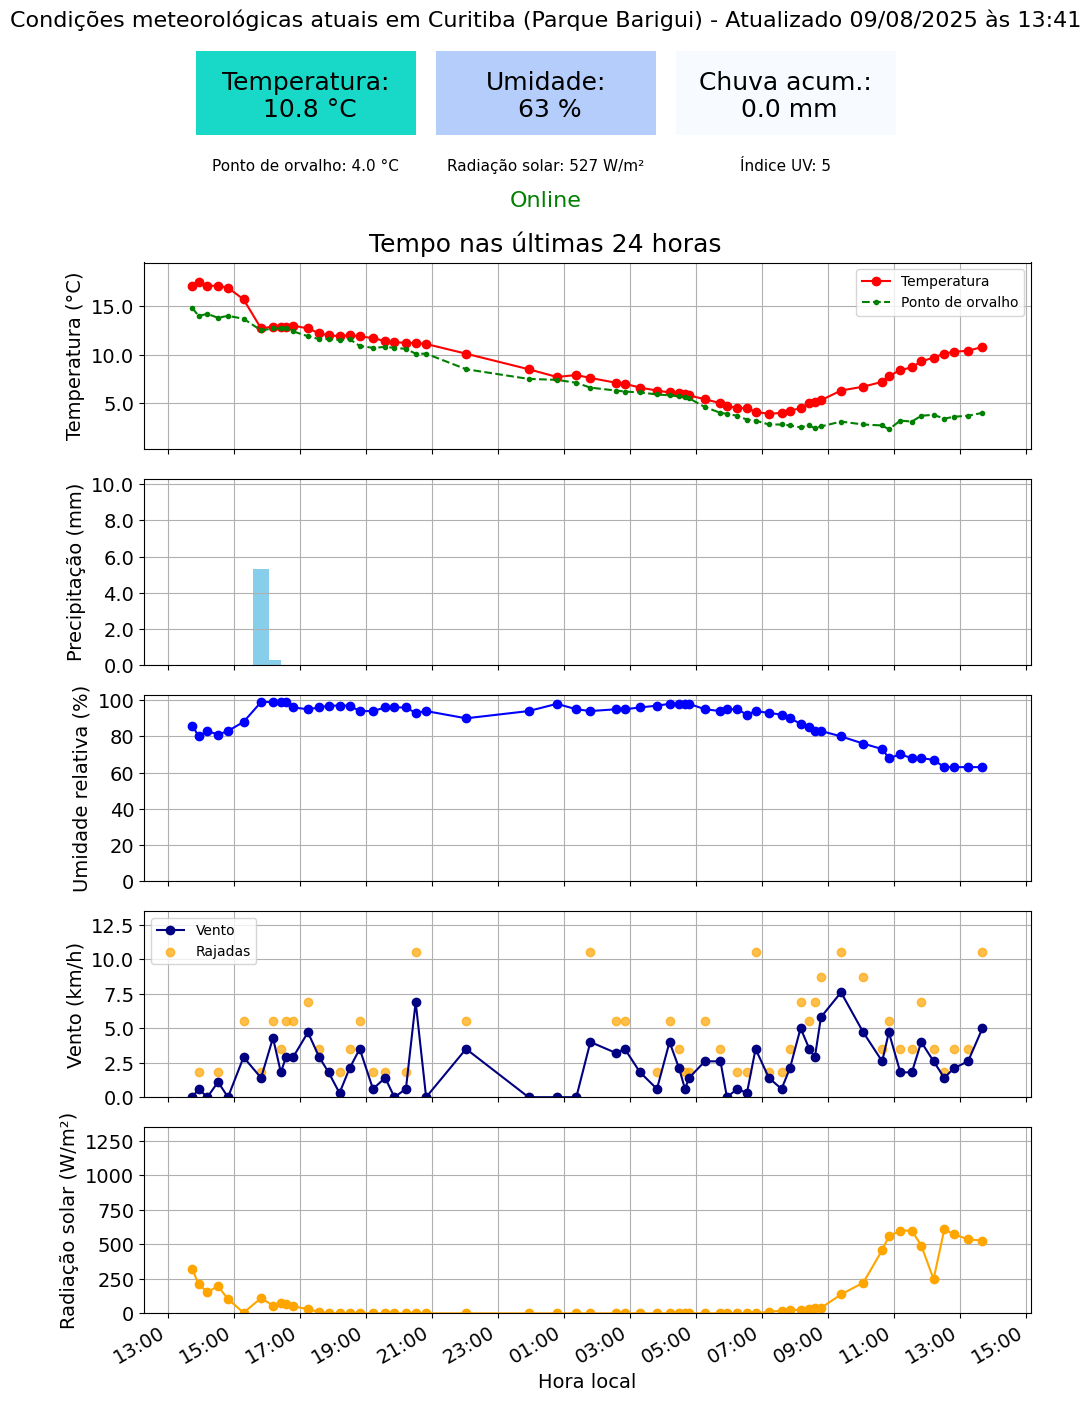 Condições meteorológicas atuais em Curitiba (Parque Barigui) - Atualizado 09/08/2025 às 13:41
Temperatura:
10.8 °C
Umidade:
63 %
Chuva acum.:
0.0 mm
Ponto de orvalho: 4.0 °C
Radiação solar: 527 W/m²
Índice UV: 5
Online
Tempo nas últimas 24 horas
Temperatura (°C)
15.0
10.0
5.0
Temperatura
Ponto de orvalho
Precipitação (mm)
10.0
8.0
6.0
4.0
2.0
0.0
Umidade relativa (%)
100
80
60
40
20
0
Vento (km/h)
12.5
10.0
7.5
5.0
2.5
0.0
Vento
Rajadas
Radiação solar (W/m²)
1250
1000
750
500
250
0
13:00
15:00
17:00
19:00
21:00
23:00
01:00
03:00
05:00
07:00
09:00
11:00
13:00
15:00
Hora local